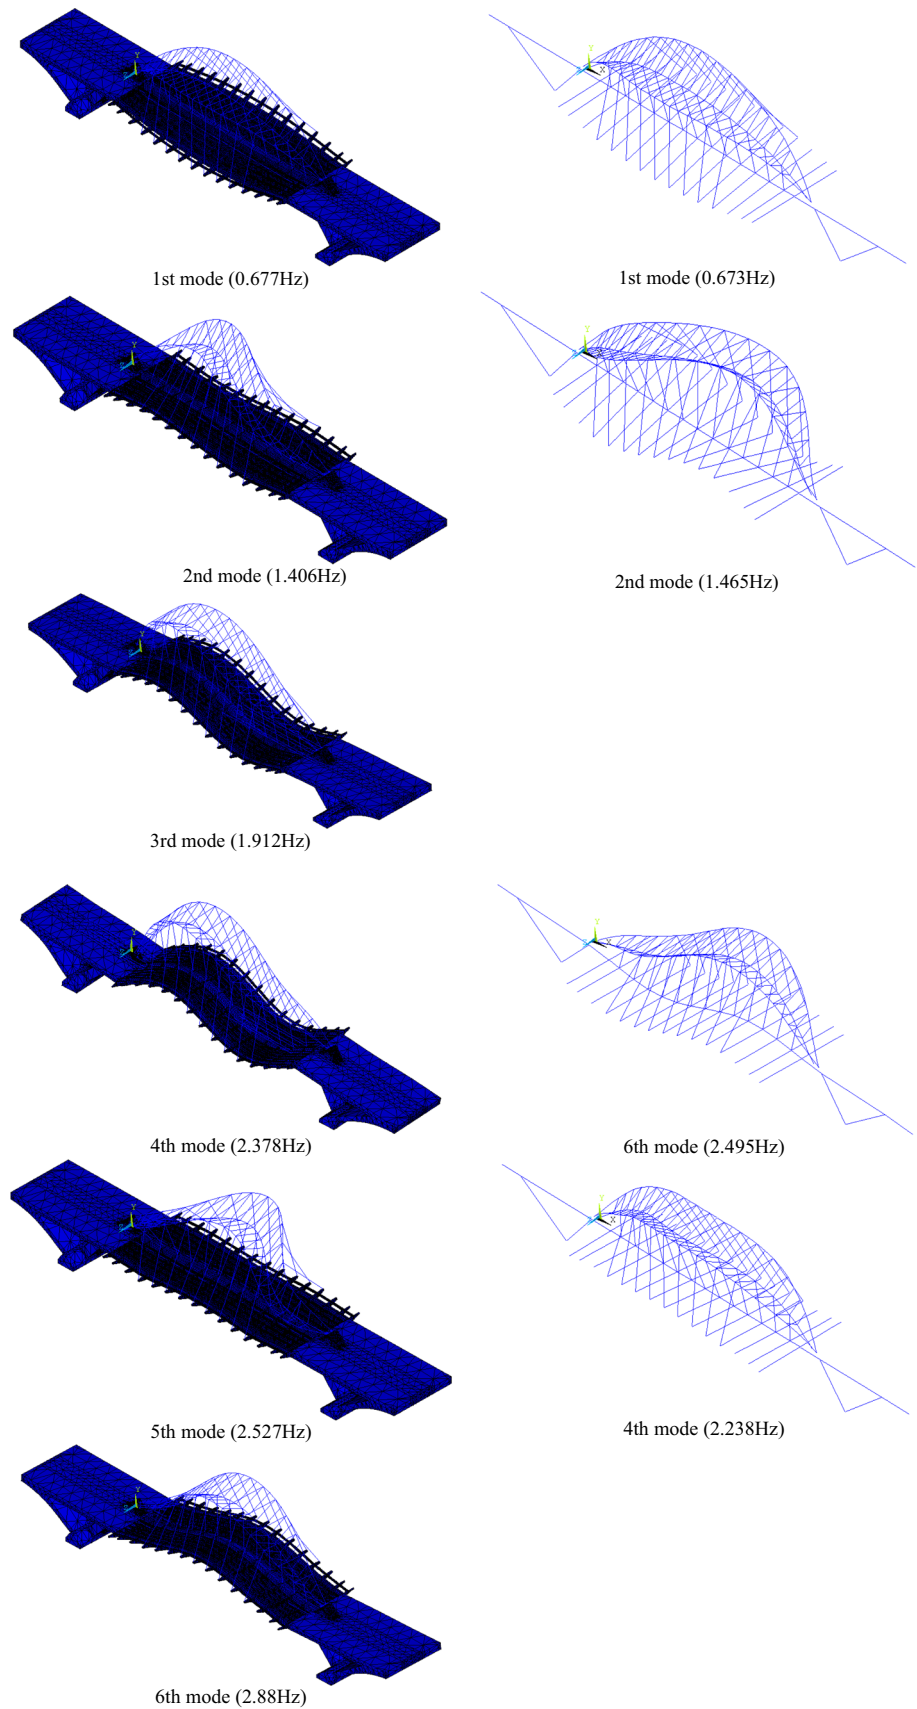 1st mode (0.677Hz)
1st mode (0.673Hz)
2nd mode (1.406Hz)
2nd mode (1.465Hz)
3rd mode (1.912Hz)
4th mode (2.378Hz)
6th mode (2.495Hz)
5th mode (2.527Hz)
4th mode (2.238Hz)
6th mode (2.88Hz)